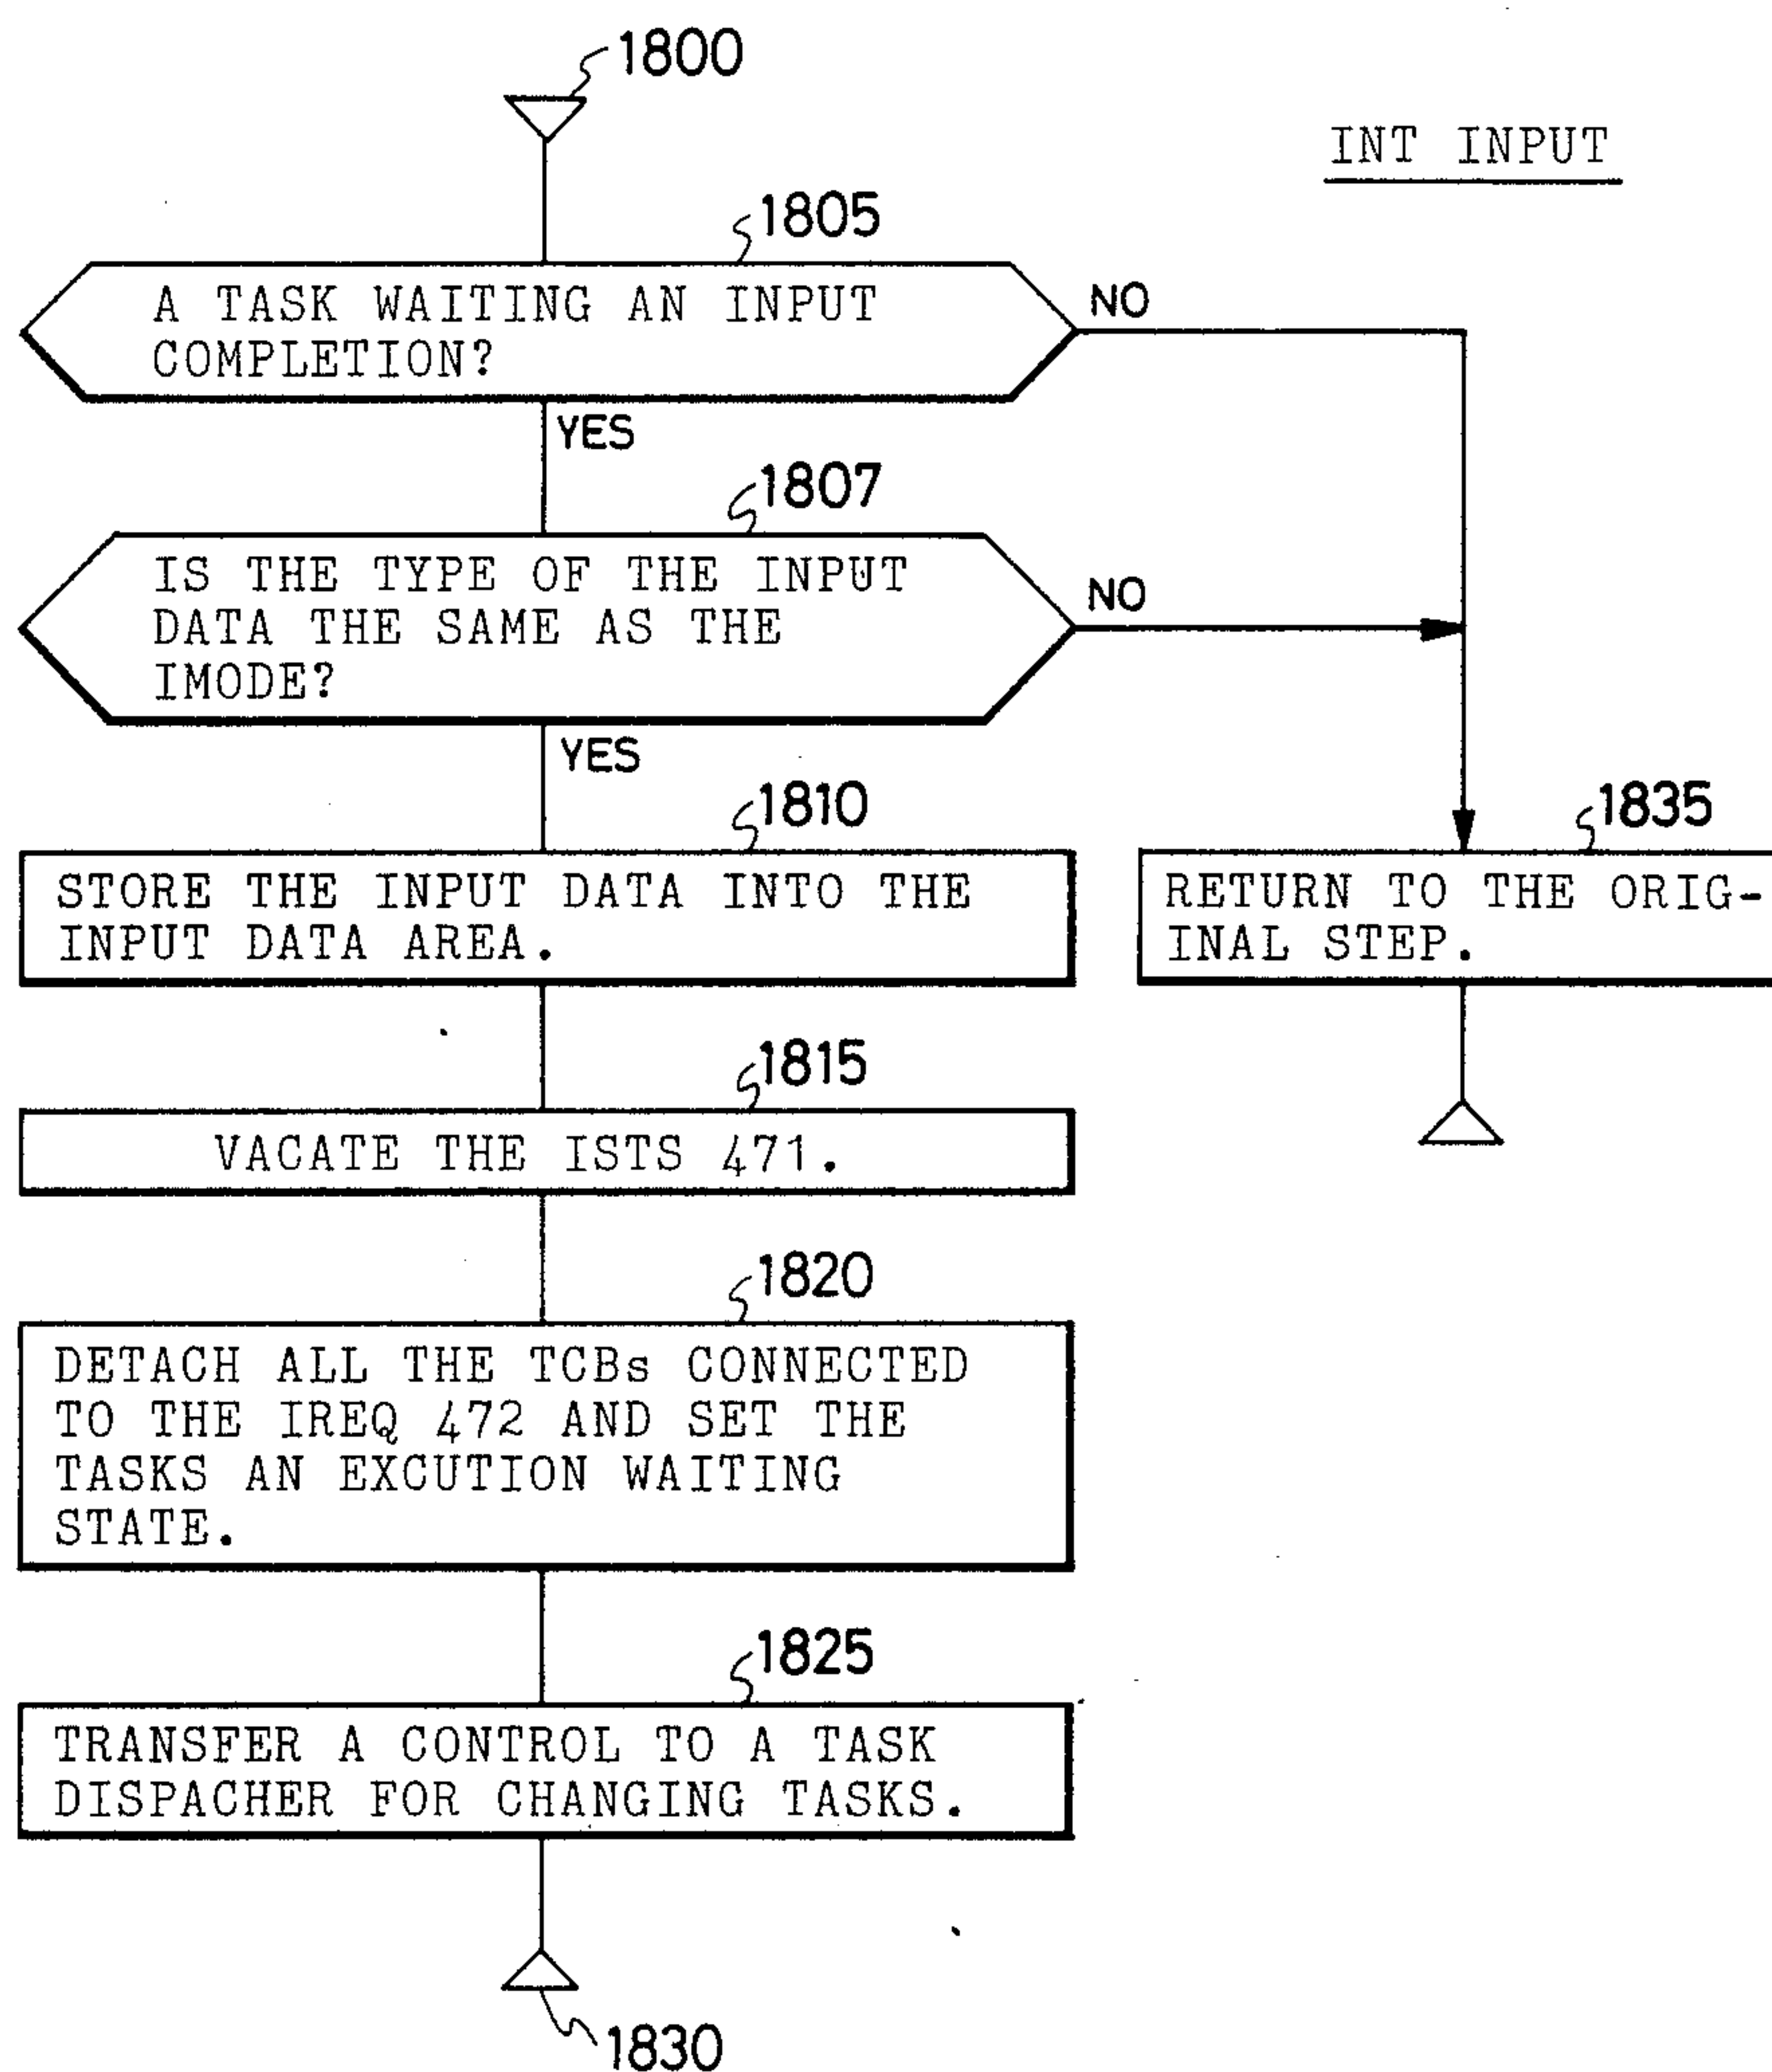 1800
INT INPUT
1805
A TASK WAITING AN INPUT
COMPLETION?
NO
YES
1807
IS THE TYPE OF THE INPUT
DATA THE SAME AS THE
IMODE?
NO
YES
1810
STORE THE INPUT DATA INTO THE
INPUT DATA AREA.
1835
RETURN TO THE ORIG-
INAL STEP.
1815
VACATE THE ISTS 471.
1820
DETACH ALL THE TCBs CONNECTED
TO THE IREQ 472 AND SET THE
TASKS AN EXCUTION WAITING
STATE.
1825
TRANSFER A CONTROL TO A TASK
DISPACHER FOR CHANGING TASKS.
1830